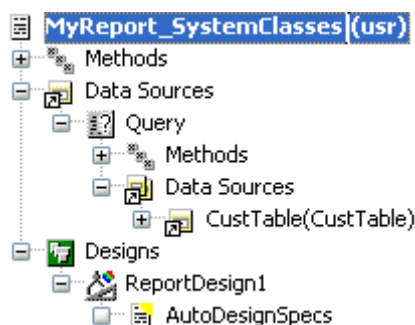 MyReport_SystemClasses (usr)
Methods
Data Sources
Query
Methods
Data Sources
CustTable(CustTable)
Designs
ReportDesign1
AutoDesignSpecs